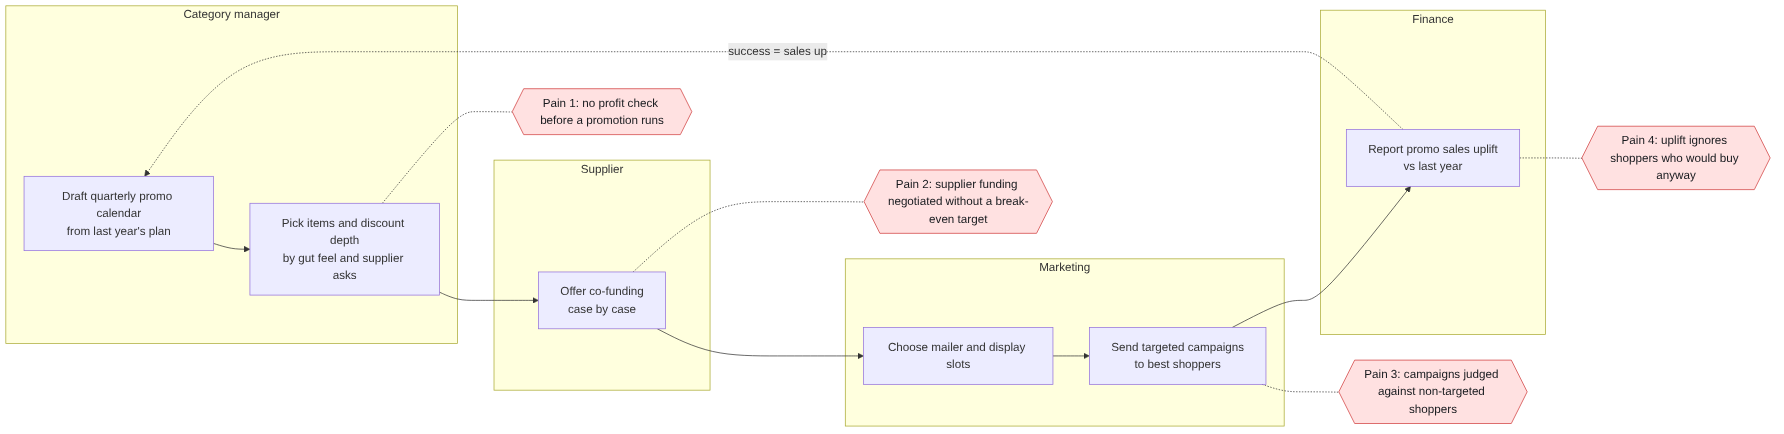 Category manager
Finance
success = sales up
Pain 1: no profit check
before a promotion runs
Supplier
Report promo sales uplift
vs last year
Pain 4: uplift ignores
shoppers who would buy
anyway
Draft quarterly promo
calendar
from last year's plan
Pick items and discount
depth
by gut feel and supplier
asks
Pain 2: supplier funding
negotiated without a break-
even target
Offer co-funding
case by case
Marketing
Choose mailer and display
slots
Send targeted campaigns
to best shoppers
Pain 3: campaigns judged
against non-targeted
shoppers